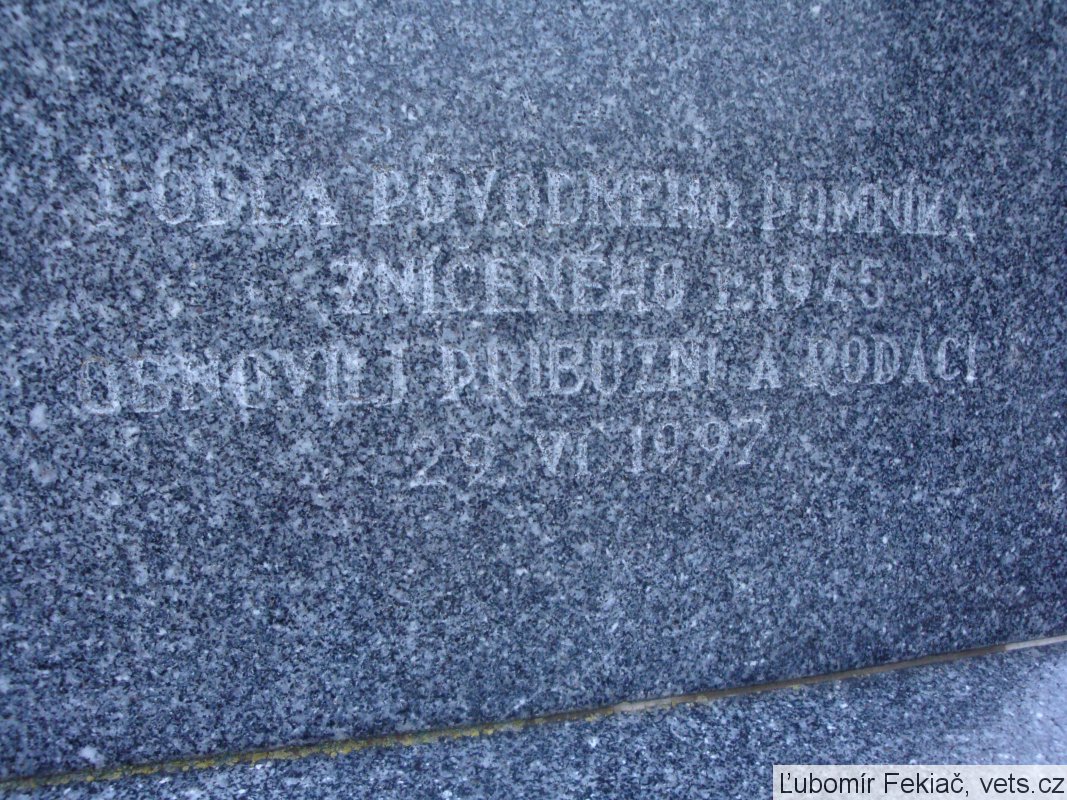 PODĽA PÔVODNÉHO POMNÍKA
ZNIČENÉHO r. 1945
OBNOVILI PRÍBUZNÍ A RODÁCI
29. VI. 1997
Ľubomír Fekiač, vets.cz